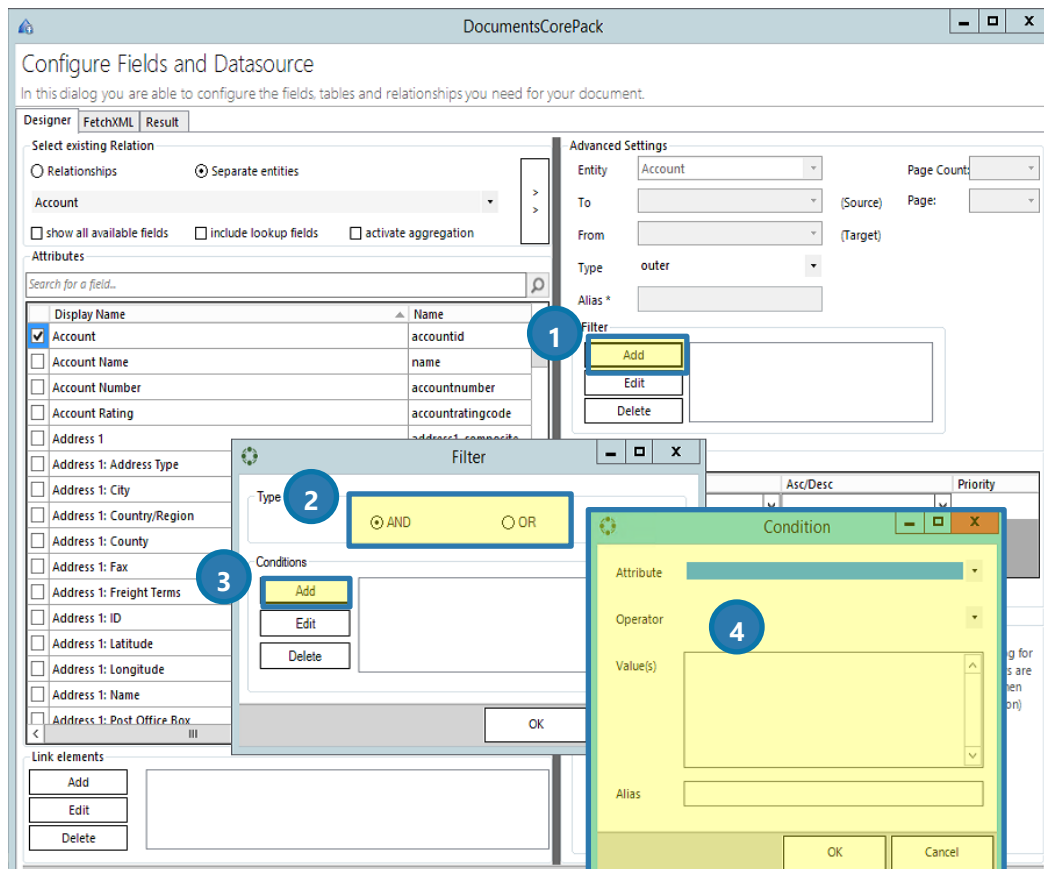 DocumentsCorePack
Configure Fields and Datasource
In this dialog you are able to configure the fields, tables and relationships you need for your document.
Designer FetchXML Result
Select existing Relation
Relationships Separate entities
Account
show all available fields include lookup fields activate aggregation
>
>
Attributes
Search for a field...
Display Name Name
Account accountid
Account Name name
Account Number accountnumber
Account Rating accountratingcode
Address 1 address1_composite
Address 1: Address Type
Address 1: City
Address 1: Country/Region
Address 1: County
Address 1: Fax
Address 1: Freight Terms
Address 1: ID
Address 1: Latitude
Address 1: Longitude
Address 1: Name
Address 1: Post Office Box
Link elements
Add
Edit
Delete
Advanced Settings
Entity Account Page Count:
To (Source) Page:
From (Target)
Type outer
Alias *
Filter
1
Add
Edit
Delete
Asc/Desc Priority
Filter
Type
2
AND OR
Conditions
3
Add
Edit
Delete
OK
Condition
Attribute
Operator
4
Value(s)
Alias
OK Cancel
g for
s are
on)